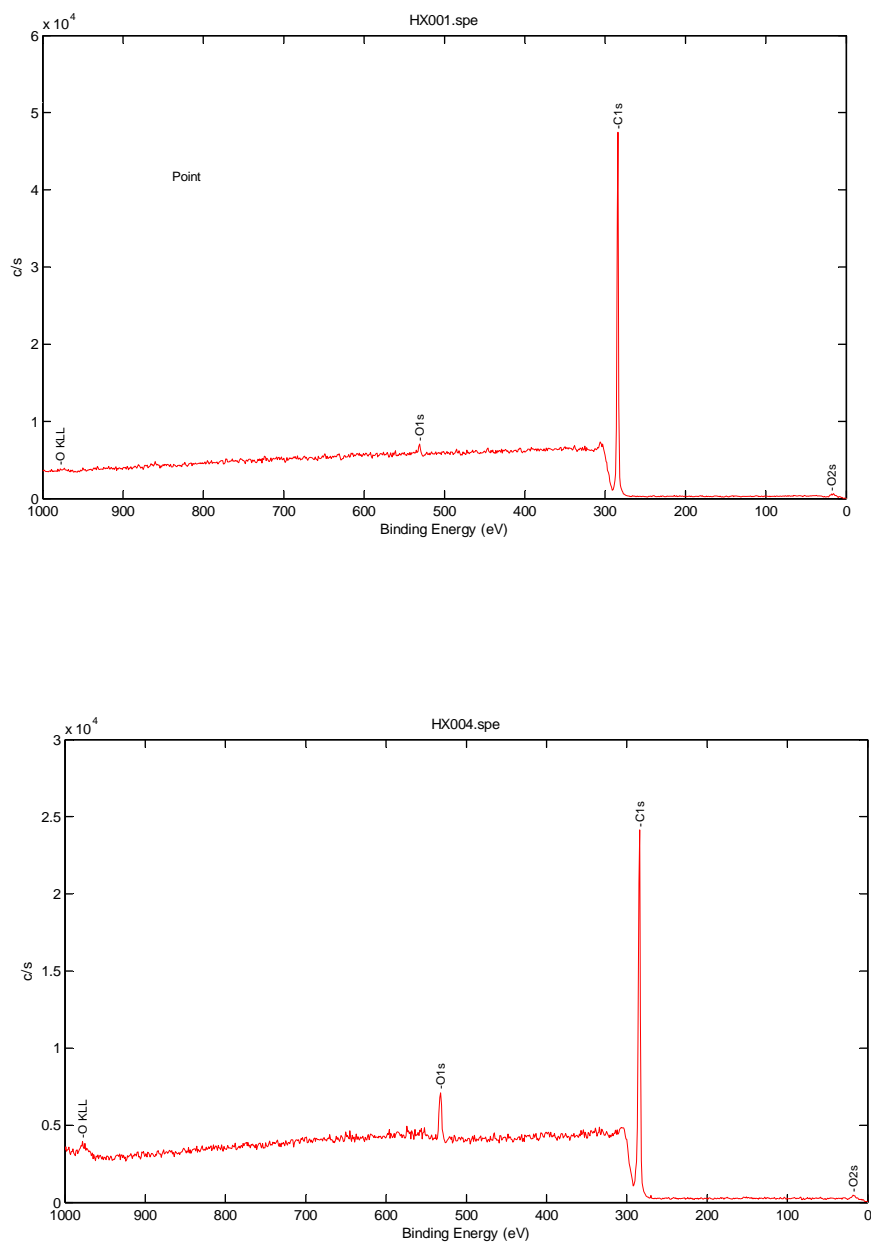 HX001.spe
x 10^4
6
5
4
3
2
1
0
c/s
Point
-O KLL
-O1s
-C1s
-O2s
1000 900 800 700 600 500 400 300 200 100 0
Binding Energy (eV)
HX004.spe
x 10^4
3
2.5
2
1.5
1
0.5
0
c/s
-O KLL
-O1s
-C1s
-O2s
1000 900 800 700 600 500 400 300 200 100 0
Binding Energy (eV)